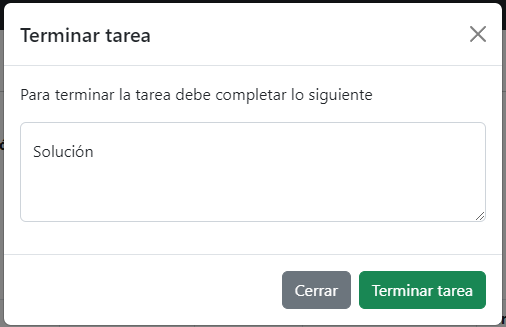 Terminar tarea
Para terminar la tarea debe completar lo siguiente
Solución
Cerrar
Terminar tarea